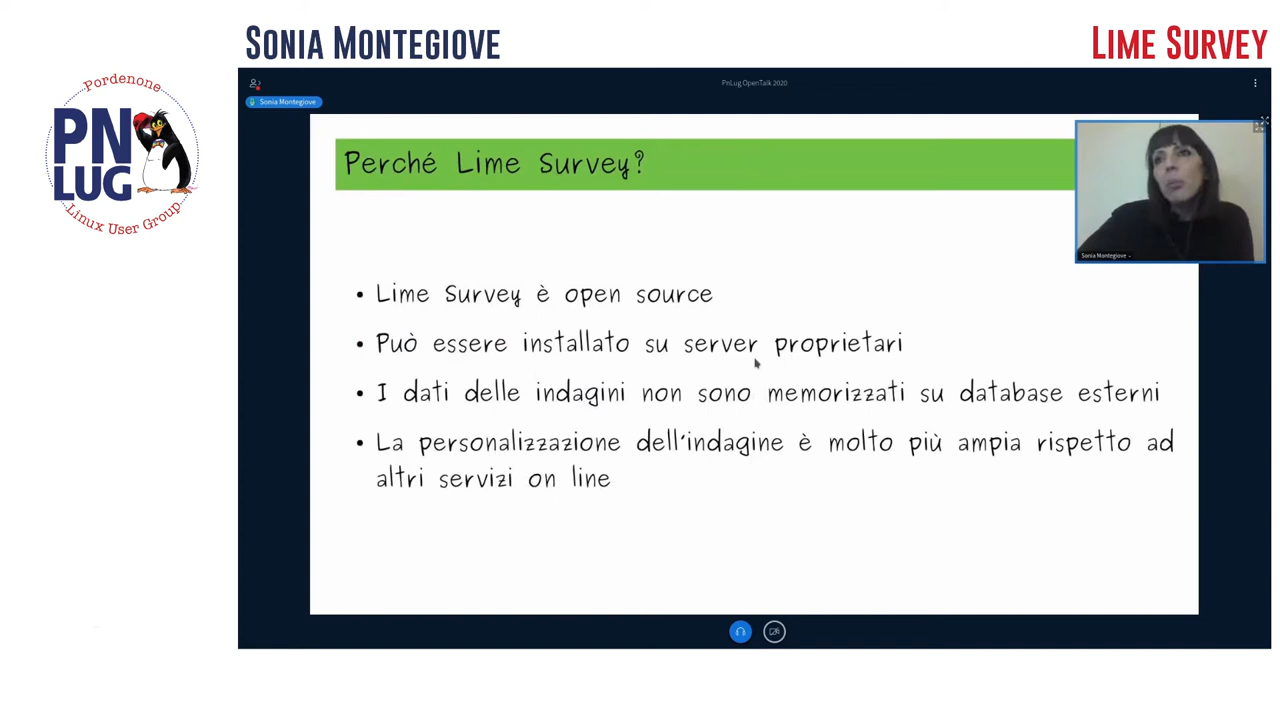 SONIA MONTEGIOVE
LIME SURVEY
Pordenone
PN
LUG
Linux User Group
PnLug OpenTalk 2020
Sonia Montegiove
Perché Lime Survey?
Sonia Montegiove
• Lime Survey è open source
• Può essere installato su server proprietari
• I dati delle indagini non sono memorizzati su database esterni
• La personalizzazione dell'indagine è molto più ampia rispetto ad
altri servizi on line